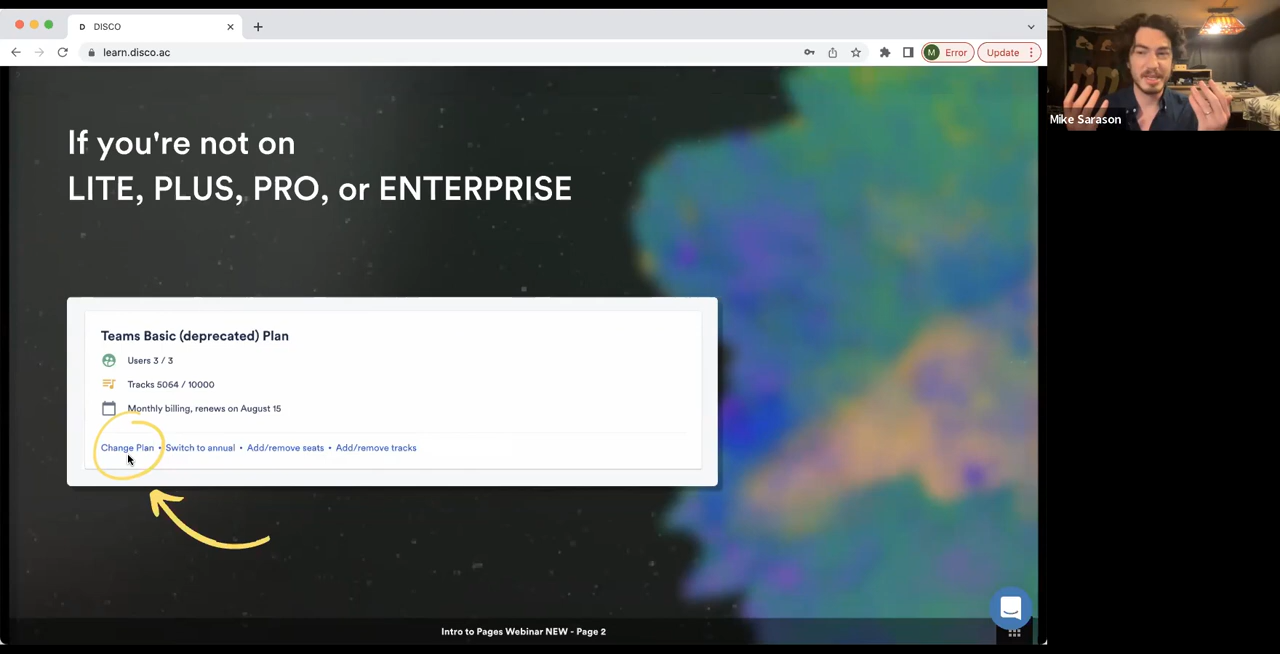 DISCO
learn.disco.ac
M Error
Update
Mike Sarason
If you're not on
LITE, PLUS, PRO, or ENTERPRISE
Teams Basic (deprecated) Plan
Users 3 / 3
Tracks 5064 / 10000
Monthly billing, renews on August 15
Change Plan • Switch to annual • Add/remove seats • Add/remove tracks
Intro to Pages Webinar NEW - Page 2